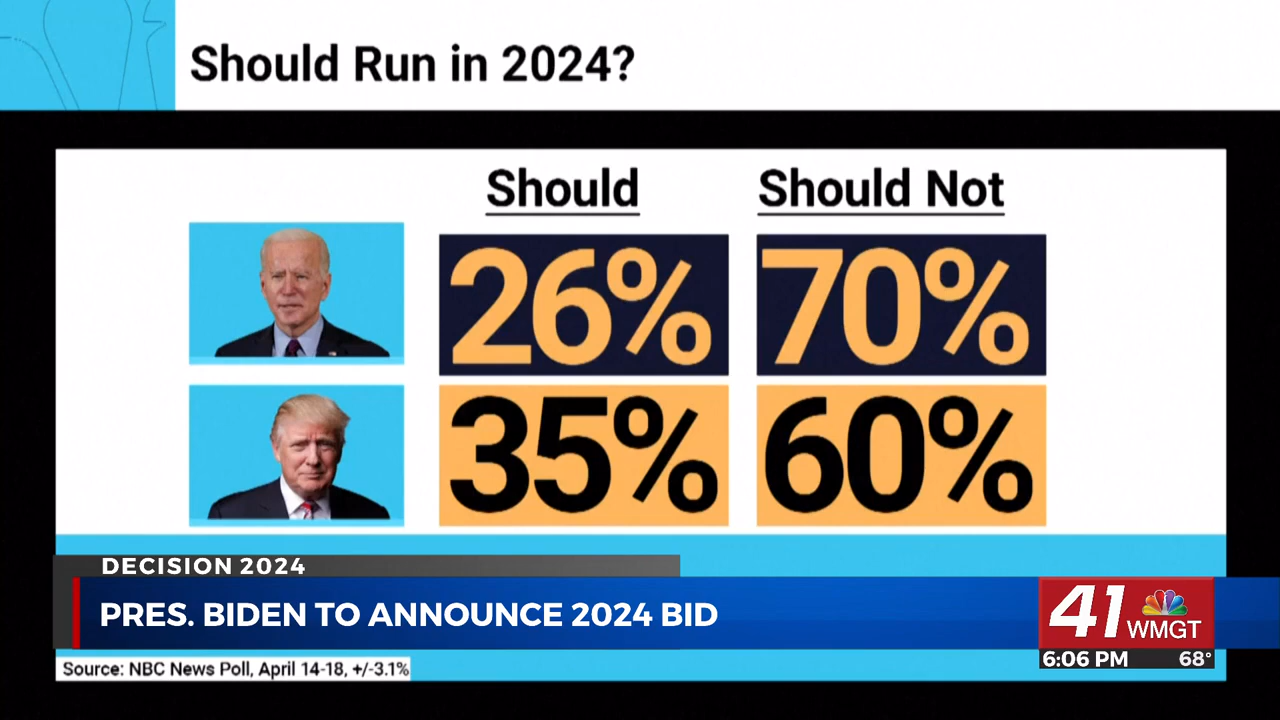 Should Run in 2024?
Should Should Not
26% 70%
35% 60%
DECISION 2024
PRES. BIDEN TO ANNOUNCE 2024 BID
41 WMGT
6:06 PM 68°
Source: NBC News Poll, April 14-18, +/-3.1%